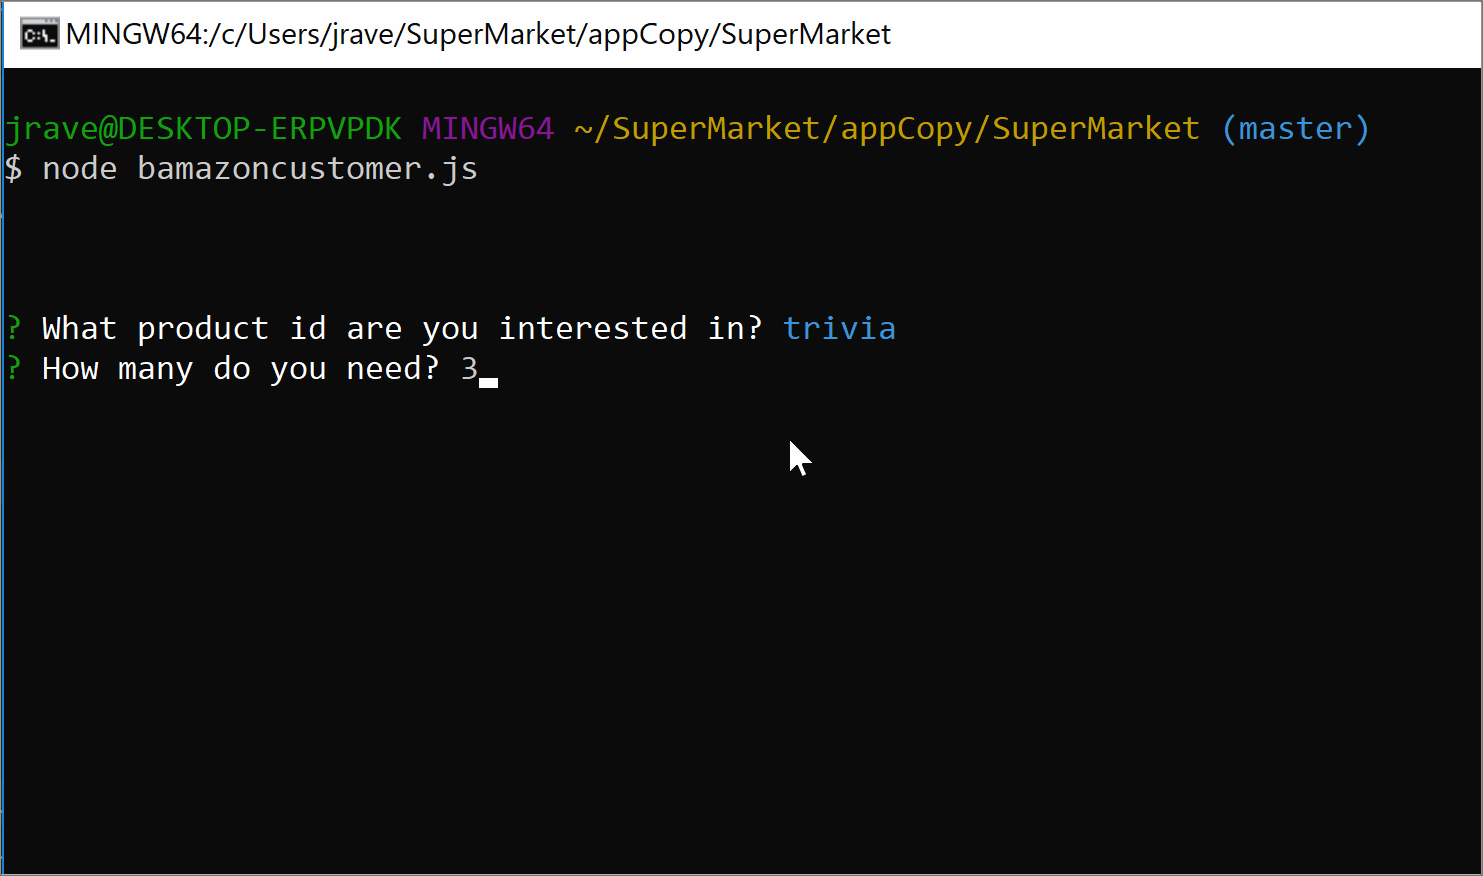 C:\._
MINGW64:/c/Users/jrave/SuperMarket/appCopy/SuperMarket
jrave@DESKTOP-ERPVPDK MINGW64 ~/SuperMarket/appCopy/SuperMarket (master)
$ node bamazoncustomer.js
? What product id are you interested in? trivia
? How many do you need? 3